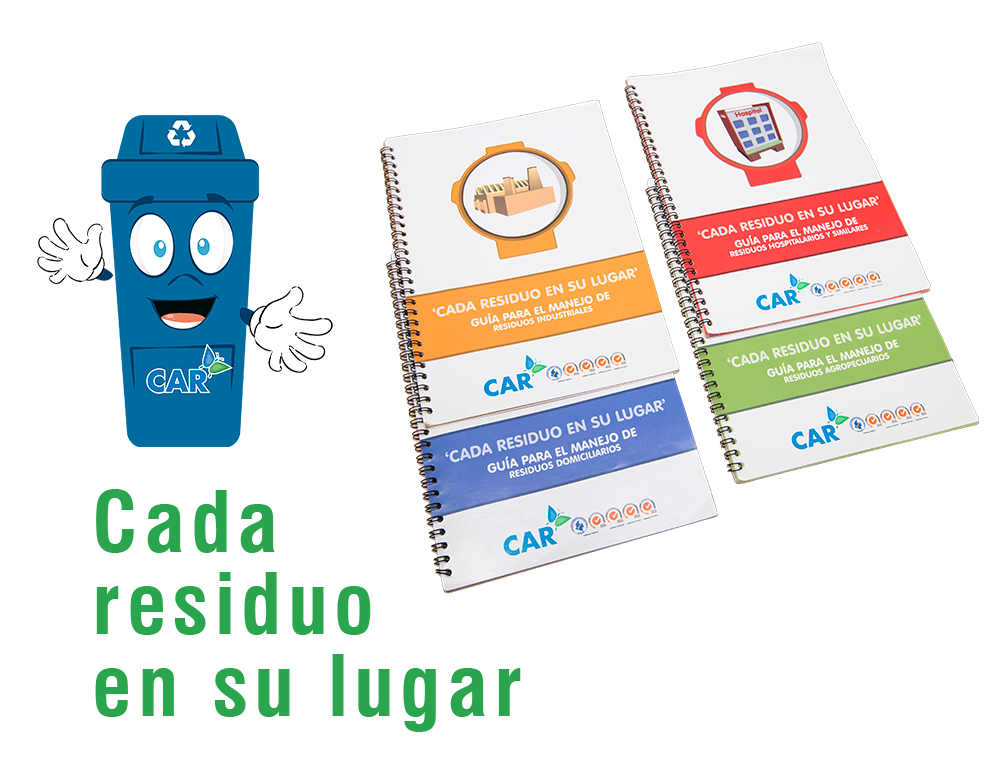 CAR
Cada
residuo
en su lugar
'CADA RESIDUO EN SU LUGAR'
GUÍA PARA EL MANEJO DE
RESIDUOS INDUSTRIALES
CAR
'CADA RESIDUO EN SU LUGAR'
GUÍA PARA EL MANEJO DE
RESIDUOS DOMICILIARIOS
CAR
Hospital
'CADA RESIDUO EN SU LUGAR'
GUÍA PARA EL MANEJO DE
RESIDUOS HOSPITALARIOS Y SIMILARES
CAR
'CADA RESIDUO EN SU LUGAR'
GUÍA PARA EL MANEJO DE
RESIDUOS AGROPECUARIOS
CAR